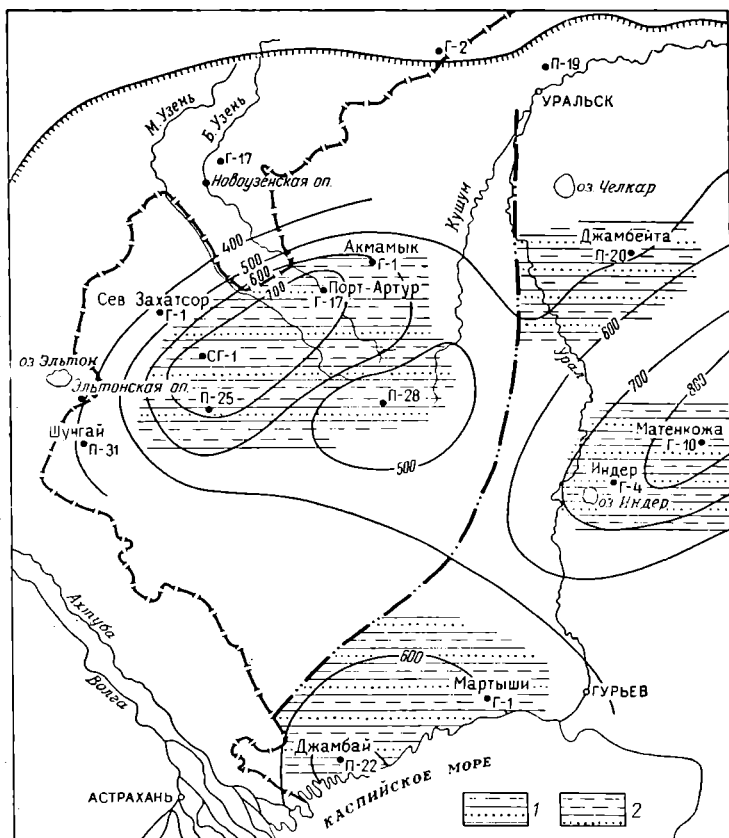 Г-2
П-19
УРАЛЬСК
М. Узень
Б. Узень
Г-17
Новоузенская оп.
Кушум
оз. Челкар
400
500
600
700
Акмамык
Г-1
Джамбейта
П-20
Порт-Артур
Г-17
Сев Захатсор
Г-1
600
СГ-1
оз Эльтон
Эльтонская оп.
Урал
700
800
П-25
П-28
Шунгай
П-31
500
Матенкожа
Г-10
Индер
Г-4
оз Индер
Ахтуба
Волга
600
Мартыши
Г-1
ГУРЬЕВ
Джамбай
П-22
АСТРАХАНЬ
КАСПИЙСКОЕ МОРЕ
1
2